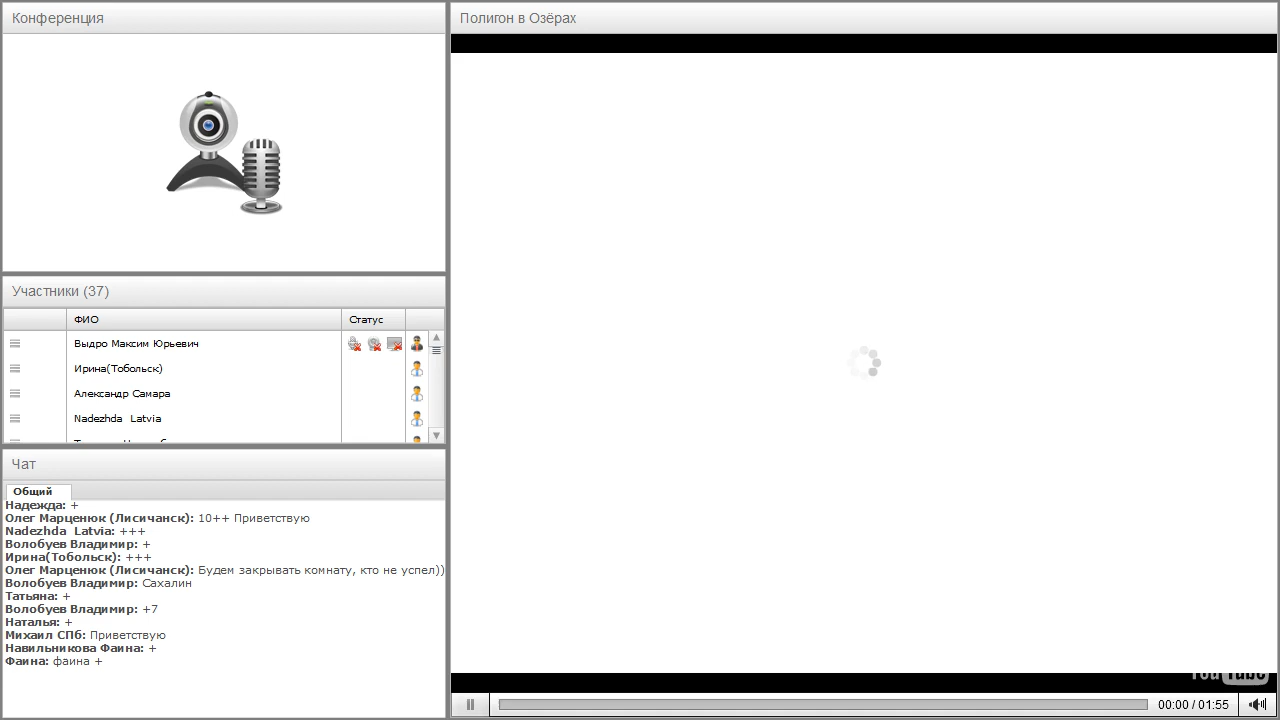 Конференция
Полигон в Озёрах
Участники (37)
ФИО
Статус
Выдро Максим Юрьевич
Ирина(Тобольск)
Александр Самара
Nadezhda Latvia
Чат
Общий
Надежда: +
Олег Марценюк (Лисичанск): 10++ Приветствую
Nadezhda Latvia: +++
Волобуев Владимир: +
Ирина(Тобольск): +++
Олег Марценюк (Лисичанск): Будем закрывать комнату, кто не успел))
Волобуев Владимир: Сахалин
Татьяна: +
Волобуев Владимир: +7
Наталья: +
Михаил СПб: Приветствую
Навильникова Фаина: +
Фаина: фаина +
YouTube
00:00 / 01:55